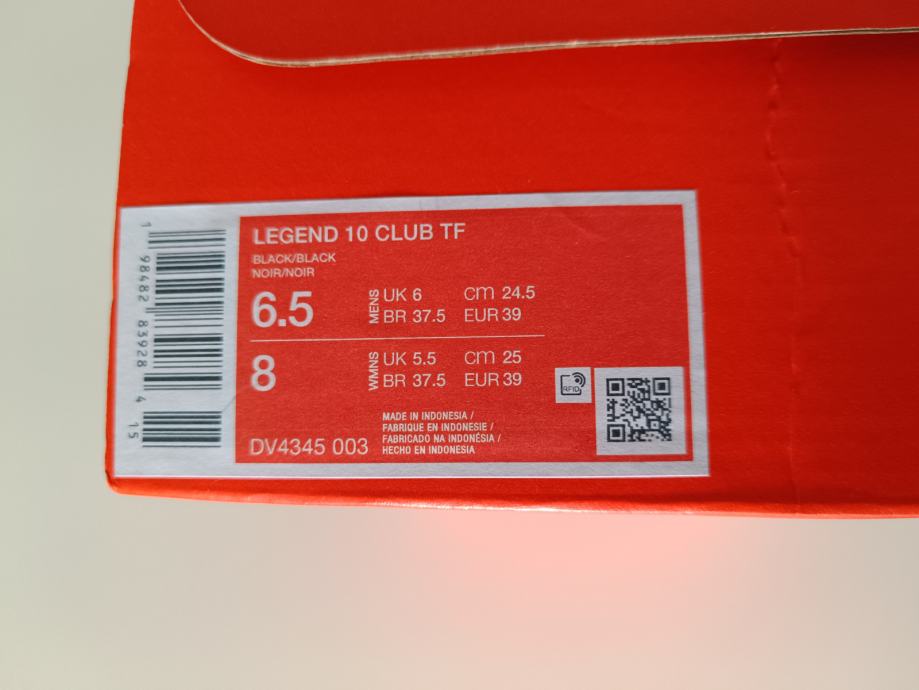 LEGEND 10 CLUB TF
BLACK/BLACK
NOIR/NOIR
6.5 MENS UK 6 cm 24.5
BR 37.5 EUR 39
8 WMNS UK 5.5 cm 25
BR 37.5 EUR 39
RFID
MADE IN INDONESIA /
FABRIQUE EN INDONESIE /
FABRICADO NA INDONÉSIA /
HECHO EN INDONESIA
DV4345 003
1 98482 83928 4 15